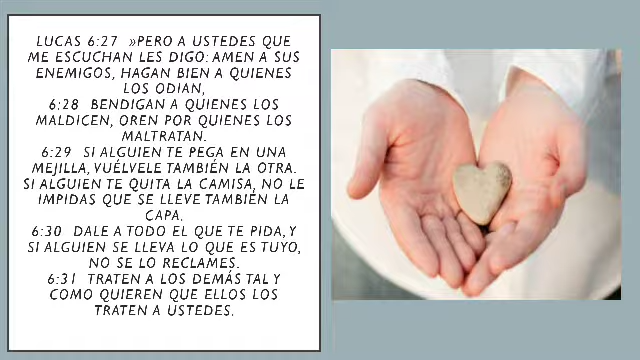 LUCAS 6:27 »PERO A USTEDES QUE
ME ESCUCHAN LES DIGO: AMEN A SUS
ENEMIGOS, HAGAN BIEN A QUIENES
LOS ODIAN,
6:28 BENDIGAN A QUIENES LOS
MALDICEN, OREN POR QUIENES LOS
MALTRATAN.
6:29 SI ALGUIEN TE PEGA EN UNA
MEJILLA, VUÉLVELE TAMBIÉN LA OTRA.
SI ALGUIEN TE QUITA LA CAMISA, NO LE
IMPIDAS QUE SE LLEVE TAMBIÉN LA
CAPA.
6:30 DALE A TODO EL QUE TE PIDA, Y
SI ALGUIEN SE LLEVA LO QUE ES TUYO,
NO SE LO RECLAMES.
6:31 TRATEN A LOS DEMÁS TAL Y
COMO QUIEREN QUE ELLOS LOS
TRATEN A USTEDES.